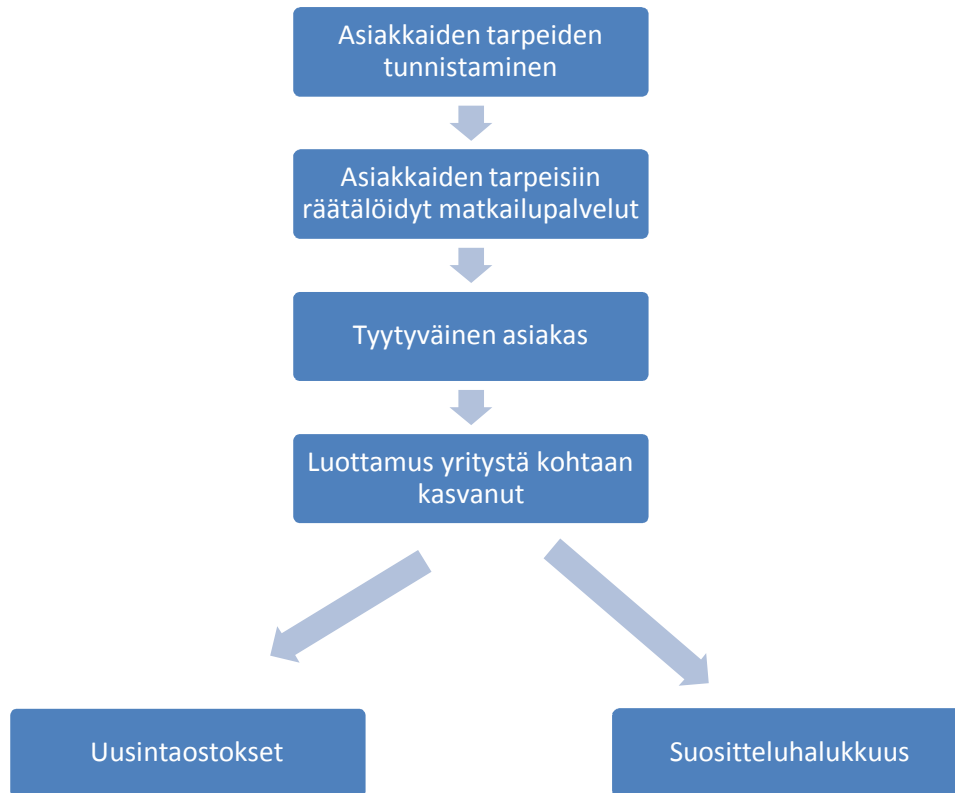 Asiakkaiden tarpeiden
tunnistaminen
Asiakkaiden tarpeisiin
räätälöidyt matkailupalvelut
Tyytyväinen asiakas
Luottamus yritystä kohtaan
kasvanut
Uusintaostokset
Suositteluhalukkuus